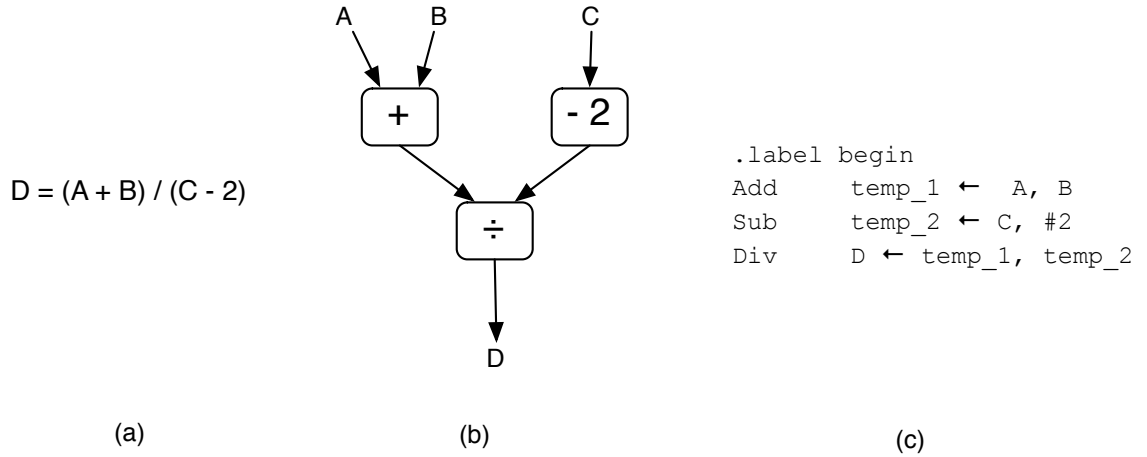 D = (A + B) / (C - 2)
(a)
A B C
+ - 2
÷
D
(b)
.label begin
Add temp_1 ← A, B
Sub temp_2 ← C, #2
Div D ← temp_1, temp_2
(c)